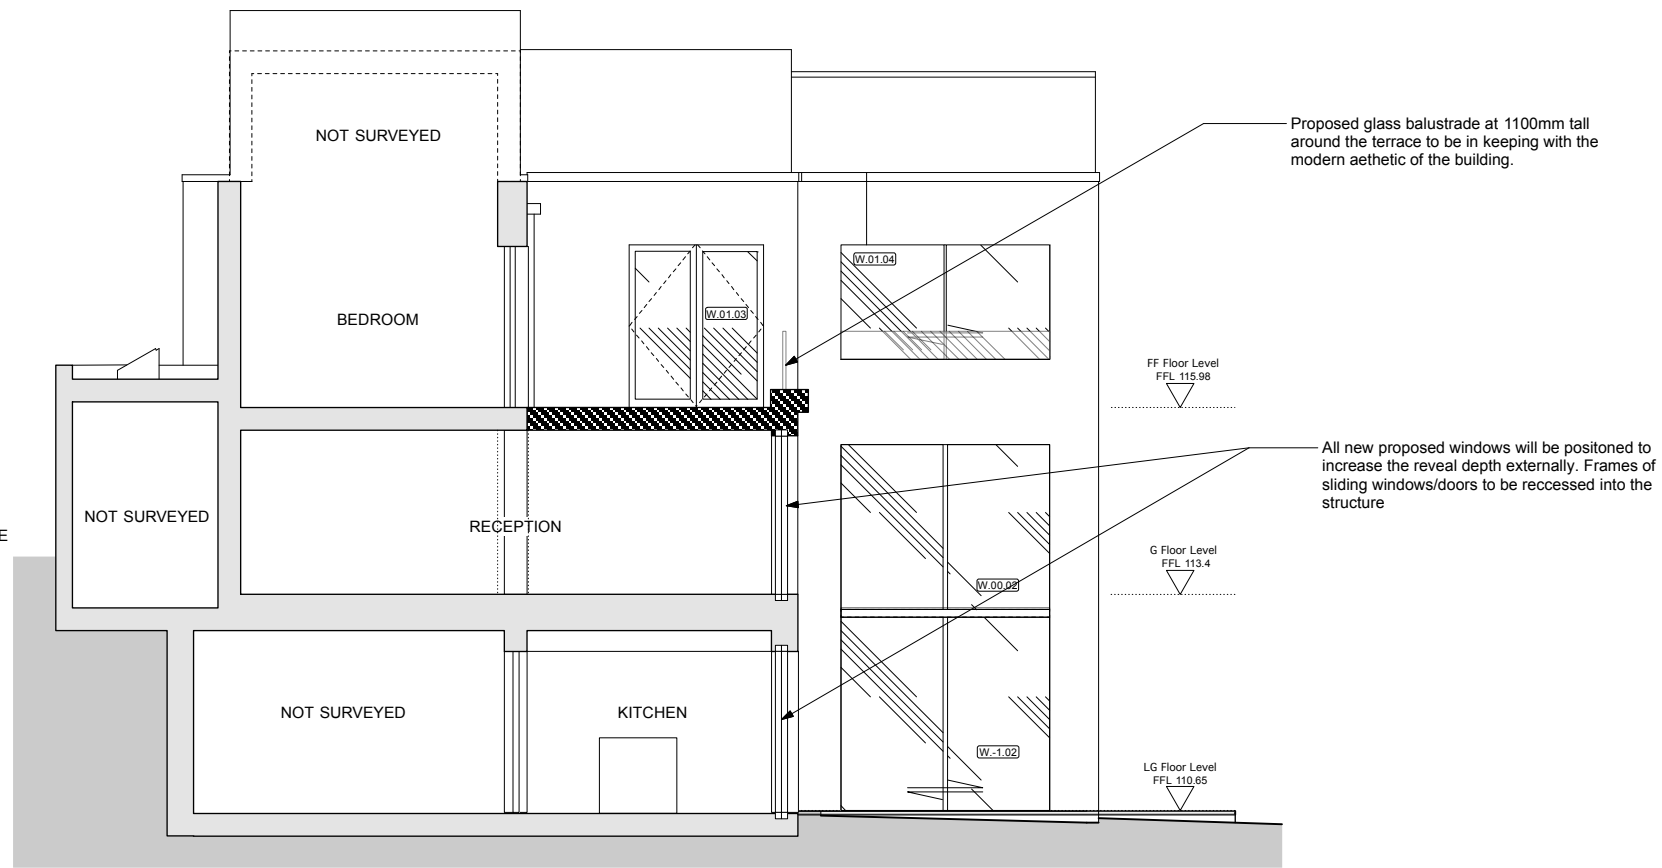 NOT SURVEYED
Proposed glass balustrade at 1100mm tall
around the terrace to be in keeping with the
modern aethetic of the building.
W.01.04
W.01.03
BEDROOM
FF Floor Level
FFL 115.98
All new proposed windows will be positoned to
increase the reveal depth externally. Frames of
sliding windows/doors to be reccessed into the
structure
NOT SURVEYED
RECEPTION
E
G Floor Level
FFL 113.4
W.00.02
NOT SURVEYED
KITCHEN
W.-1.02
LG Floor Level
FFL 110.65